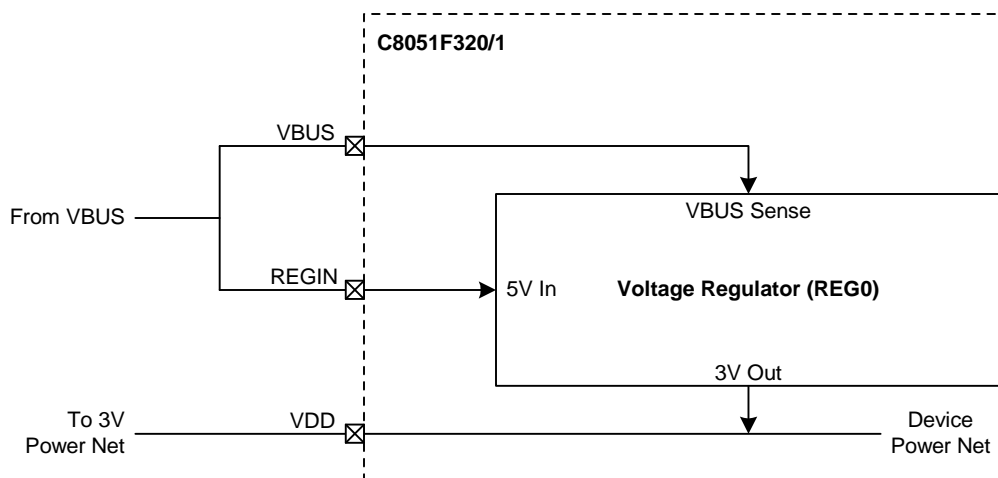 C8051F320/1
VBUS
From VBUS
VBUS Sense
REGIN
5V In
Voltage Regulator (REG0)
3V Out
To 3V
Power Net
VDD
Device
Power Net